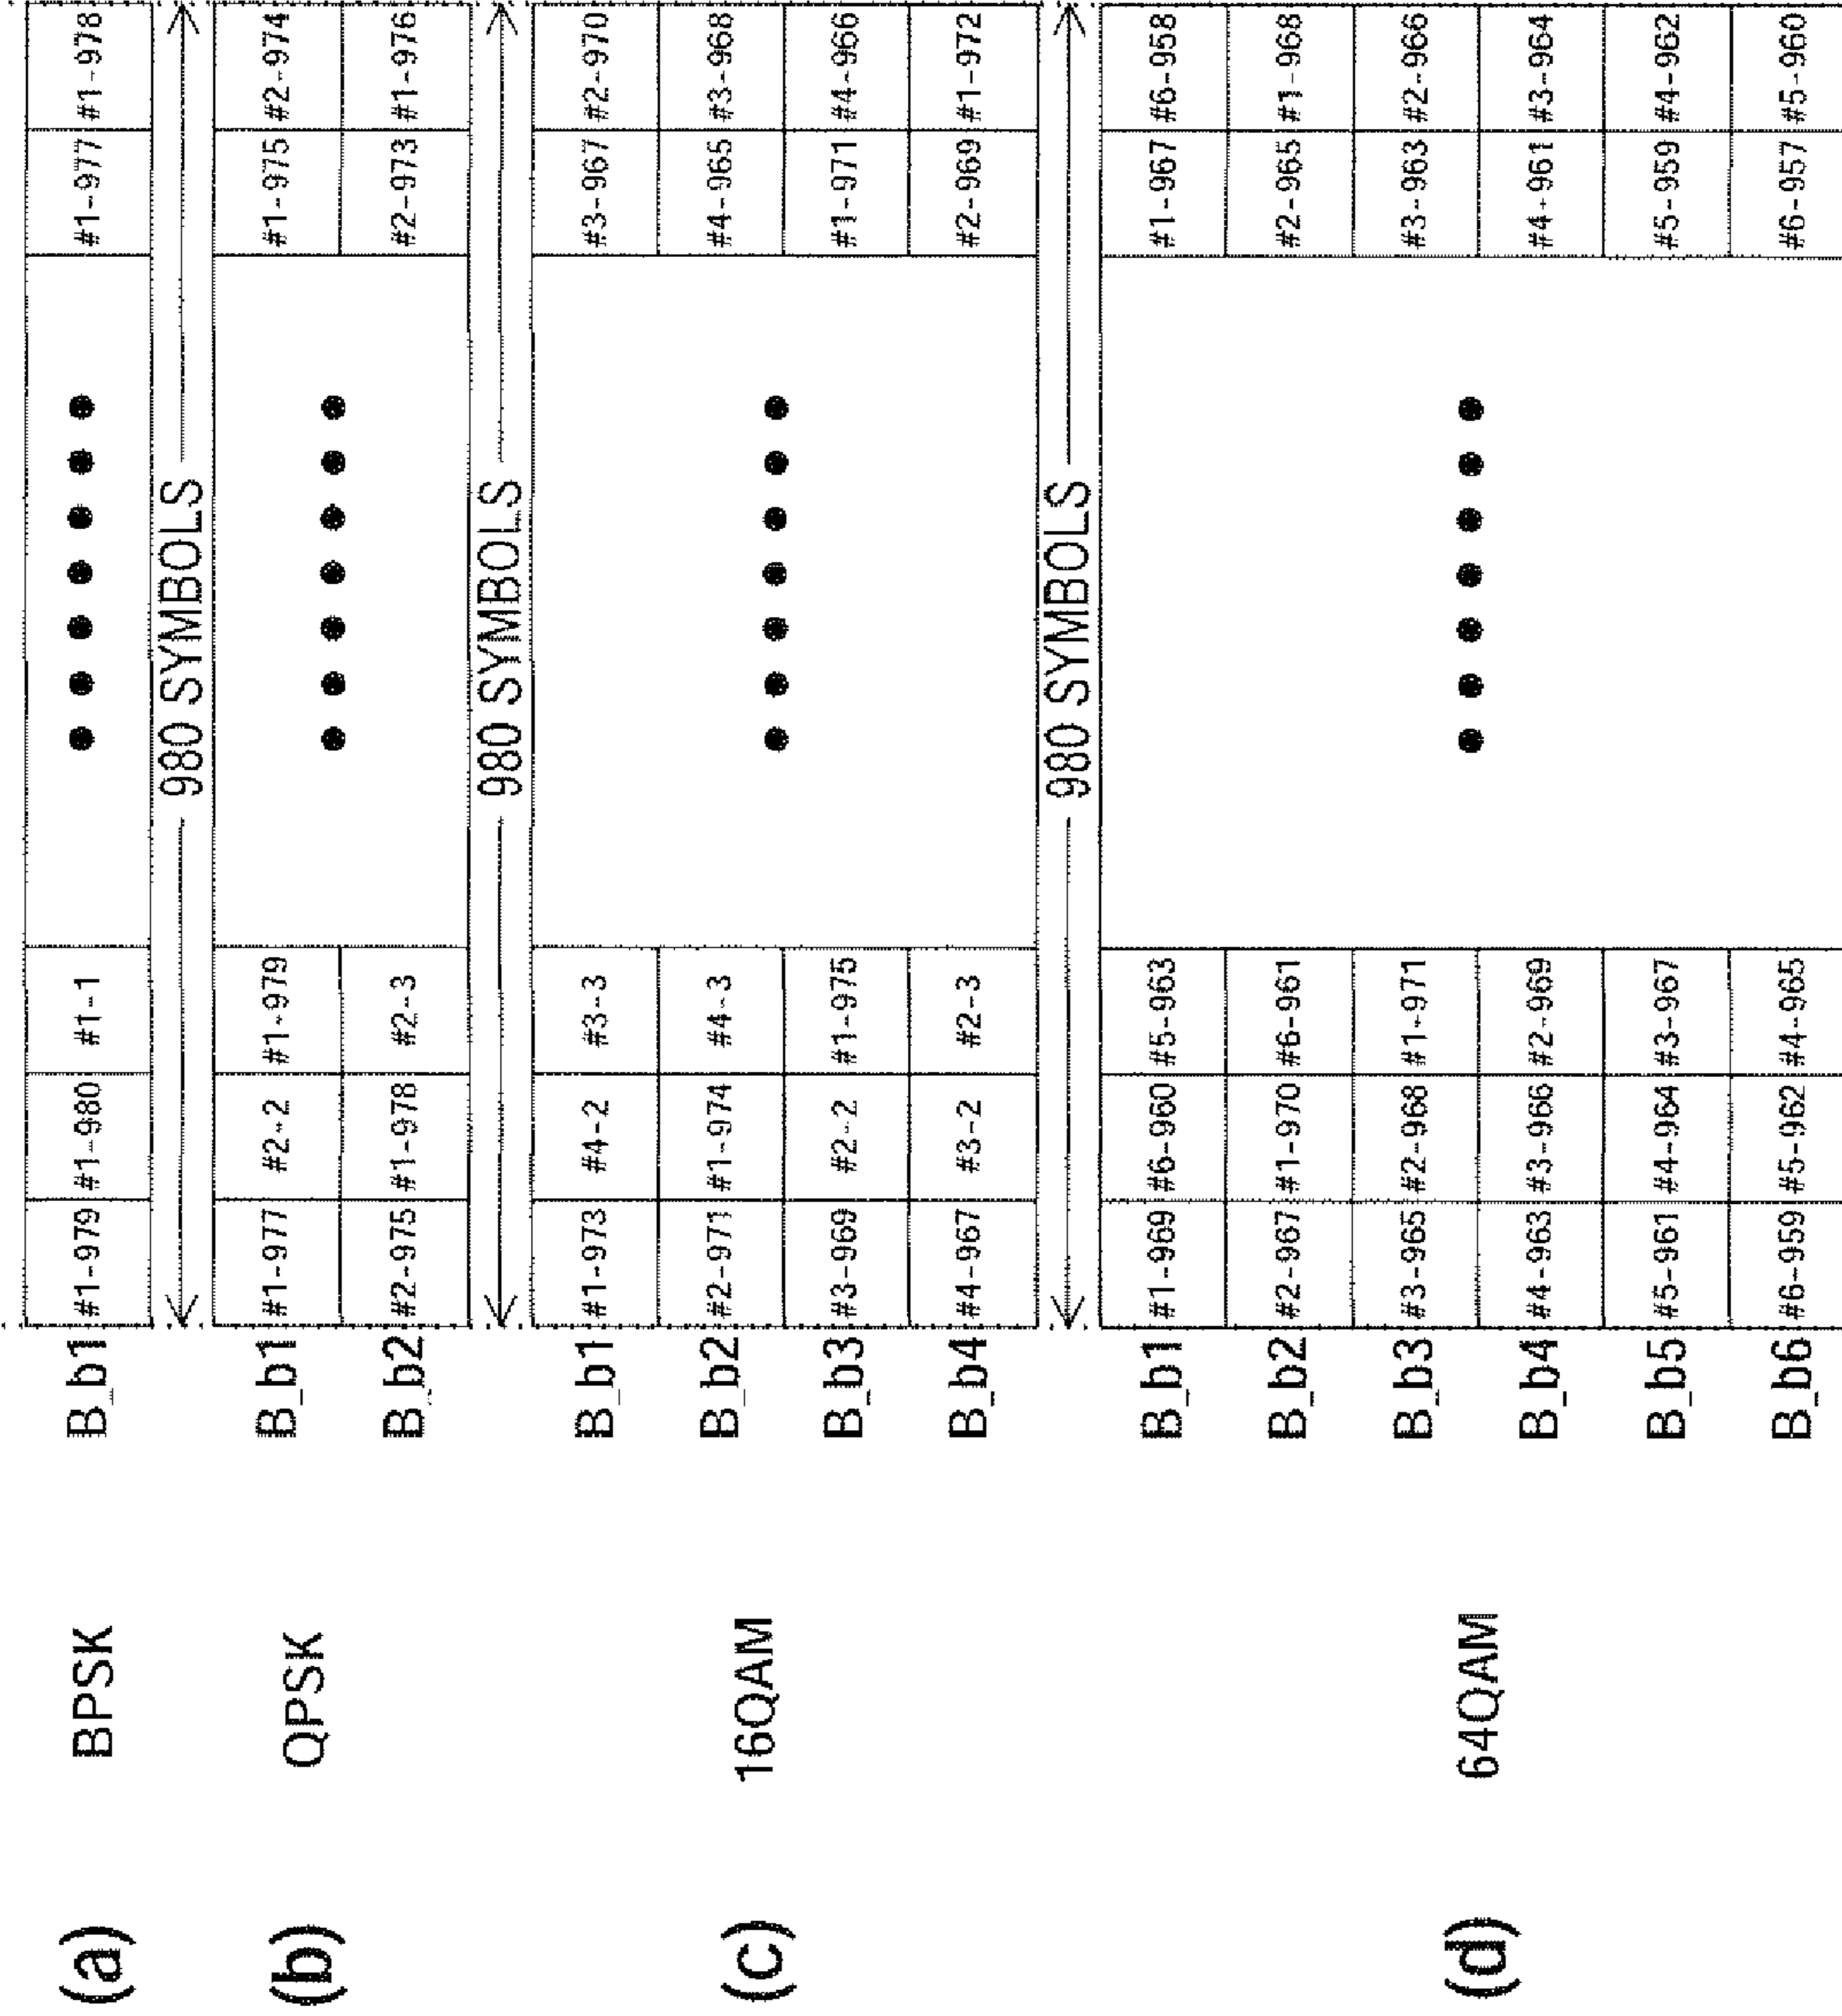 (a) BPSK B_b1 #1-979 #1-980 #1-1 ● ● ● ● ● ● ● #1-977 #1-978
980 SYMBOLS
(b) QPSK
B_b1 #1-977 #2-2 #1-979 #1-975 #2-974
B_b2 #2-975 #1-978 #2-3 #2-973 #1-976
980 SYMBOLS
(c) 16QAM
B_b1 #1-973 #4-2 #3-3 #3-967 #2-970
B_b2 #2-971 #1-974 #4-3 #4-965 #3-968
B_b3 #3-969 #2-2 #1-975 #1-971 #4-966
B_b4 #4-967 #3-2 #2-3 #2-969 #1-972
980 SYMBOLS
(d) 64QAM
B_b1 #1-969 #6-960 #5-963 #1-967 #6-958
B_b2 #2-967 #1-970 #6-961 #2-965 #1-968
B_b3 #3-965 #2-968 #1-971 #3-963 #2-966
B_b4 #4-963 #3-966 #2-969 #4-961 #3-964
B_b5 #5-961 #4-964 #3-967 #5-959 #4-962
B_b6 #6-959 #5-962 #4-965 #6-957 #5-960